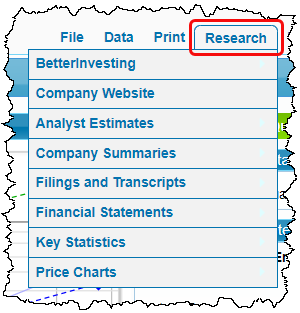 File Data Print Research
BetterInvesting
Company Website
Analyst Estimates
Company Summaries
Filings and Transcripts
Financial Statements
Key Statistics
Price Charts